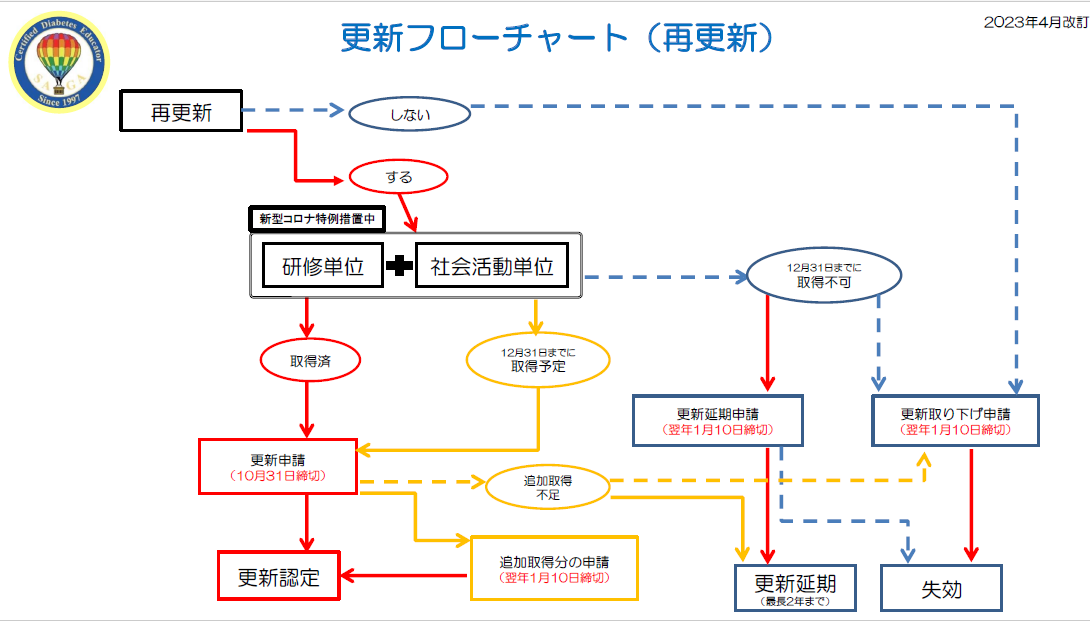 Certified Diabetes Educator
SAGA
Since 1997
更新フローチャート（再更新）
2023年4月改訂
再更新
しない
する
新型コロナ特例措置中
研修単位
社会活動単位
12月31日までに
取得不可
取得済
12月31日までに
取得予定
更新延期申請
（翌年1月10日締切）
更新取り下げ申請
（翌年1月10日締切）
更新申請
（10月31日締切）
追加取得
不足
追加取得分の申請
（翌年1月10日締切）
更新認定
更新延期
（最長2年まで）
失効